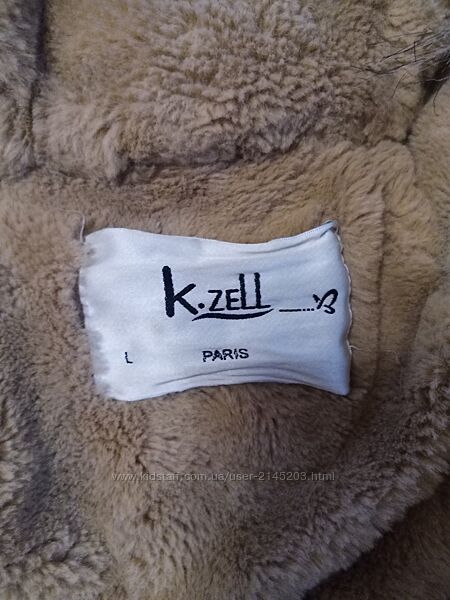 K.ZELL
L PARIS
www.kidstaff.com.ua/user-2145203.html